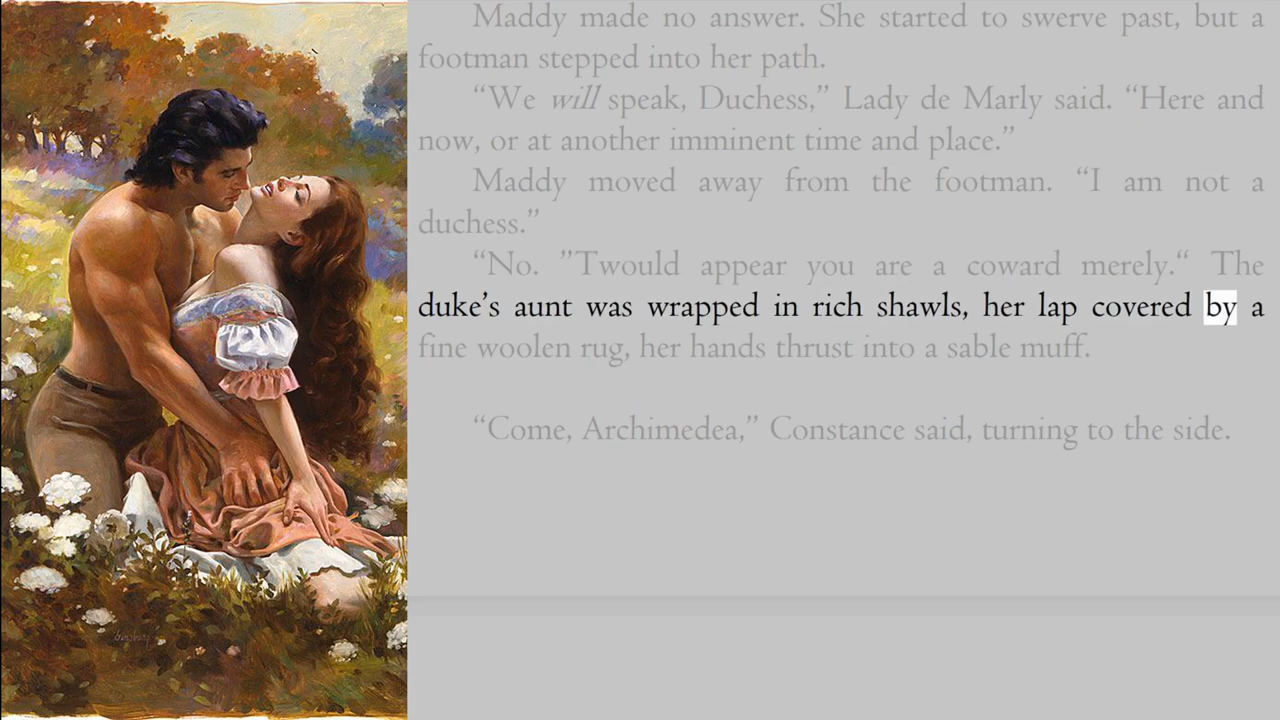 Maddy made no answer. She started to swerve past, but a
footman stepped into her path.
“We will speak, Duchess,” Lady de Marly said. “Here and
now, or at another imminent time and place.”
Maddy moved away from the footman. “I am not a
duchess.”
“No. ”Twould appear you are a coward merely.“ The
duke’s aunt was wrapped in rich shawls, her lap covered by a
fine woolen rug, her hands thrust into a sable muff.
“Come, Archimedea,” Constance said, turning to the side.